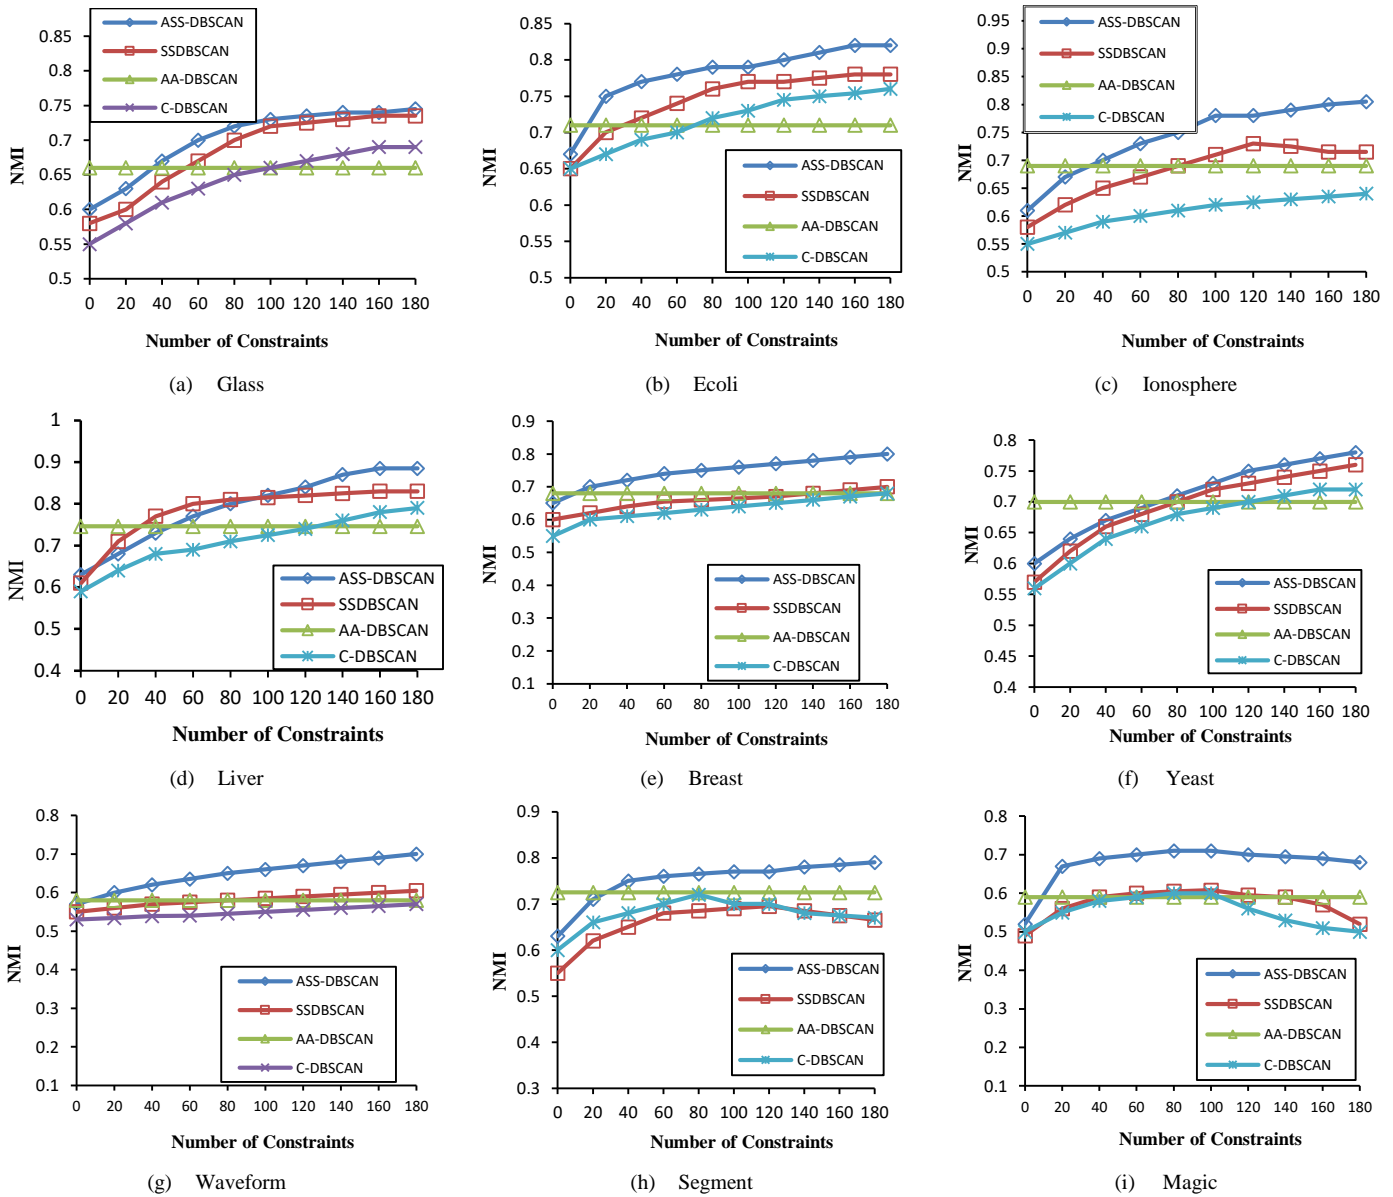 ASS-DBSCAN
SSDBSCAN
AA-DBSCAN
C-DBSCAN
0.85
0.8
0.75
0.7
0.65
0.6
0.55
0.5
NMI
0 20 40 60 80 100 120 140 160 180
Number of Constraints
(a) Glass
0.85
0.8
0.75
0.7
0.65
0.6
0.55
0.5
NMI
ASS-DBSCAN
SSDBSCAN
AA-DBSCAN
C-DBSCAN
0 20 40 60 80 100 120 140 160 180
Number of Constraints
(b) Ecoli
ASS-DBSCAN
SSDBSCAN
AA-DBSCAN
C-DBSCAN
0.95
0.9
0.85
0.8
0.75
0.7
0.65
0.6
0.55
0.5
NMI
0 20 40 60 80 100 120 140 160 180
Number of Constraints
(c) Ionosphere
1
0.9
0.8
0.7
0.6
0.5
0.4
NMI
ASS-DBSCAN
SSDBSCAN
AA-DBSCAN
C-DBSCAN
0 20 40 60 80 100 120 140 160 180
Number of Constraints
(d) Liver
0.9
0.8
0.7
0.6
0.5
0.4
0.3
0.2
0.1
NMI
ASS-DBSCAN
SSDBSCAN
AA-DBSCAN
C-DBSCAN
0 20 40 60 80 100 120 140 160 180
Number of Constraints
(e) Breast
0.8
0.75
0.7
0.65
0.6
0.55
0.5
0.45
0.4
NMI
ASS-DBSCAN
SSDBSCAN
AA-DBSCAN
C-DBSCAN
0 20 40 60 80 100 120 140 160 180
Number of Constraints
(f) Yeast
0.8
0.7
0.6
0.5
0.4
0.3
0.2
0.1
NMI
ASS-DBSCAN
SSDBSCAN
AA-DBSCAN
C-DBSCAN
0 20 40 60 80 100 120 140 160 180
Number of Constraints
(g) Waveform
0.9
0.8
0.7
0.6
0.5
0.4
0.3
NMI
ASS-DBSCAN
SSDBSCAN
AA-DBSCAN
C-DBSCAN
0 20 40 60 80 100 120 140 160 180
Number of Constraints
(h) Segment
0.8
0.7
0.6
0.5
0.4
0.3
0.2
0.1
NMI
ASS-DBSCAN
SSDBSCAN
AA-DBSCAN
C-DBSCAN
0 20 40 60 80 100 120 140 160 180
Number of Constraints
(i) Magic